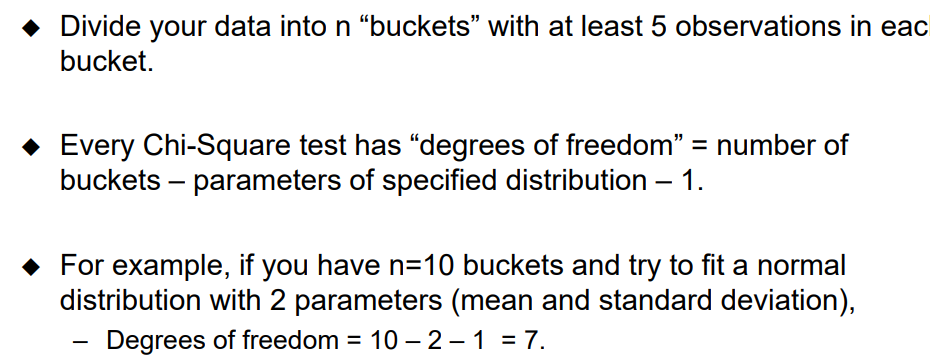 ◆ Divide your data into n “buckets” with at least 5 observations in eac
bucket.
◆ Every Chi-Square test has “degrees of freedom” = number of
buckets – parameters of specified distribution – 1.
◆ For example, if you have n=10 buckets and try to fit a normal
distribution with 2 parameters (mean and standard deviation),
– Degrees of freedom = 10 – 2 – 1 = 7.